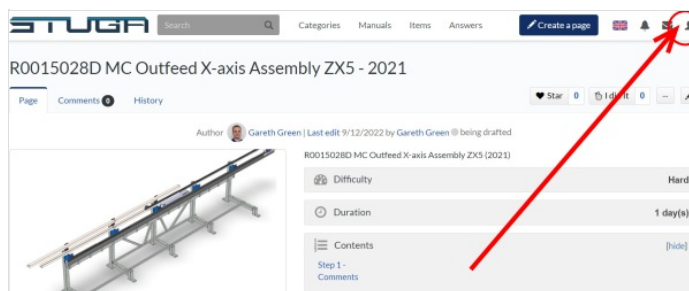 STUGA
Search
Categories Manuals Items Answers
Create a page
R0015028D MC Outfeed X-axis Assembly ZX5 - 2021
Page Comments 0 History
Star 0 I did it 0
Author Gareth Green | Last edit 9/12/2022 by Gareth Green being drafted
R0015028D MC Outfeed X-axis Assembly ZX5 (2021)
Difficulty Hard
Duration 1 day(s)
Contents [hide]
Step 1 -
Comments